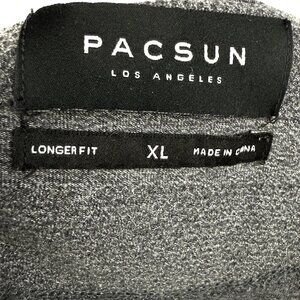 PACSUN
LOS ANGELES
LONGER FIT XL MADE IN CHINA